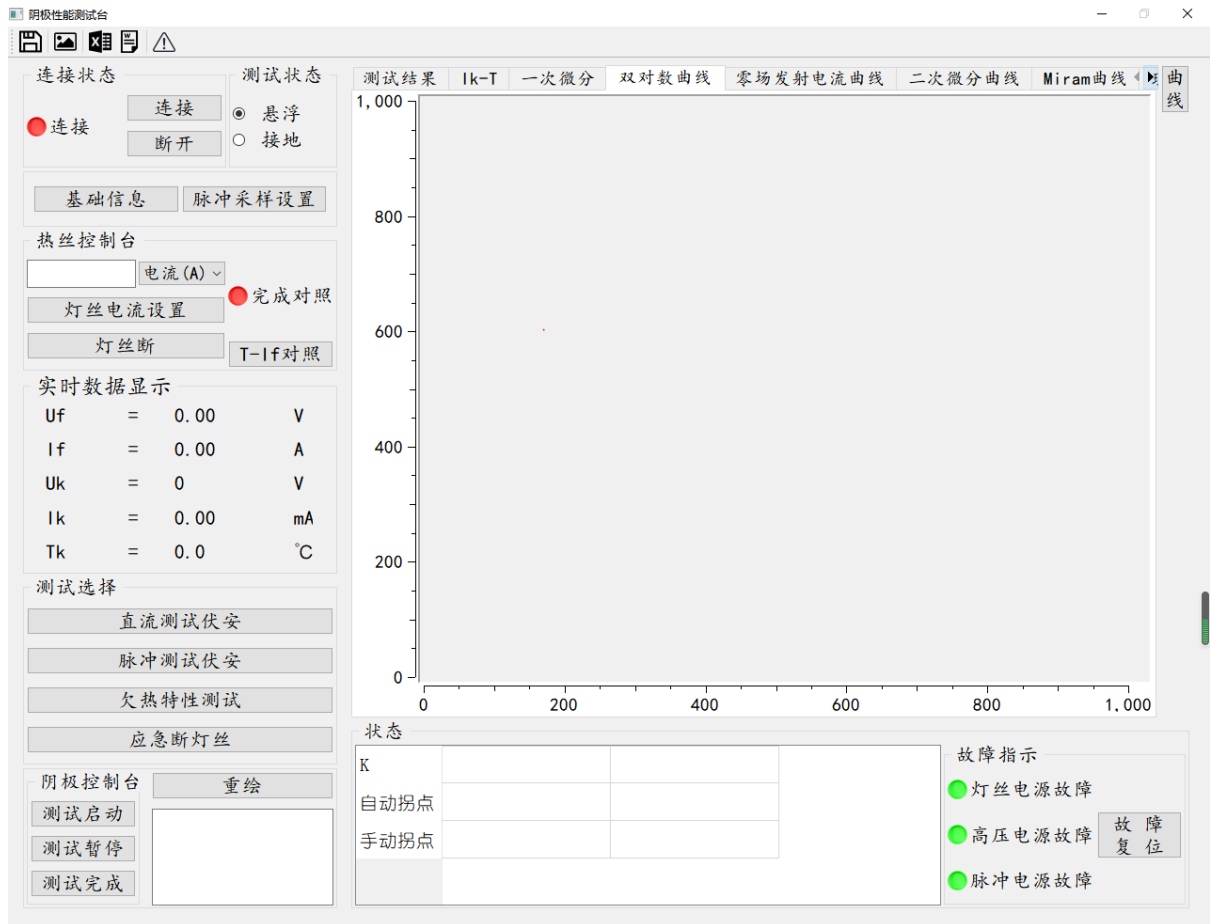 阴极性能测试台
连接状态
连接
连接
断开
测试状态
悬浮
接地
基础信息 脉冲采样设置
热丝控制台
电流(A)
灯丝电流设置
完成对照
灯丝断
T-If对照
实时数据显示
Uf = 0.00 V
If = 0.00 A
Uk = 0 V
Ik = 0.00 mA
Tk = 0.0 ℃
测试选择
直流测试伏安
脉冲测试伏安
欠热特性测试
应急断灯丝
阴极控制台
测试启动
测试暂停
测试完成
重绘
测试结果 Ik-T 一次微分 双对数曲线 零场发射电流曲线 二次微分曲线 Miram曲线
曲
线
1,000
800
600
400
200
0
0 200 400 600 800 1,000
状态
K
自动拐点
手动拐点
故障指示
灯丝电源故障
高压电源故障
脉冲电源故障
故 障
复 位